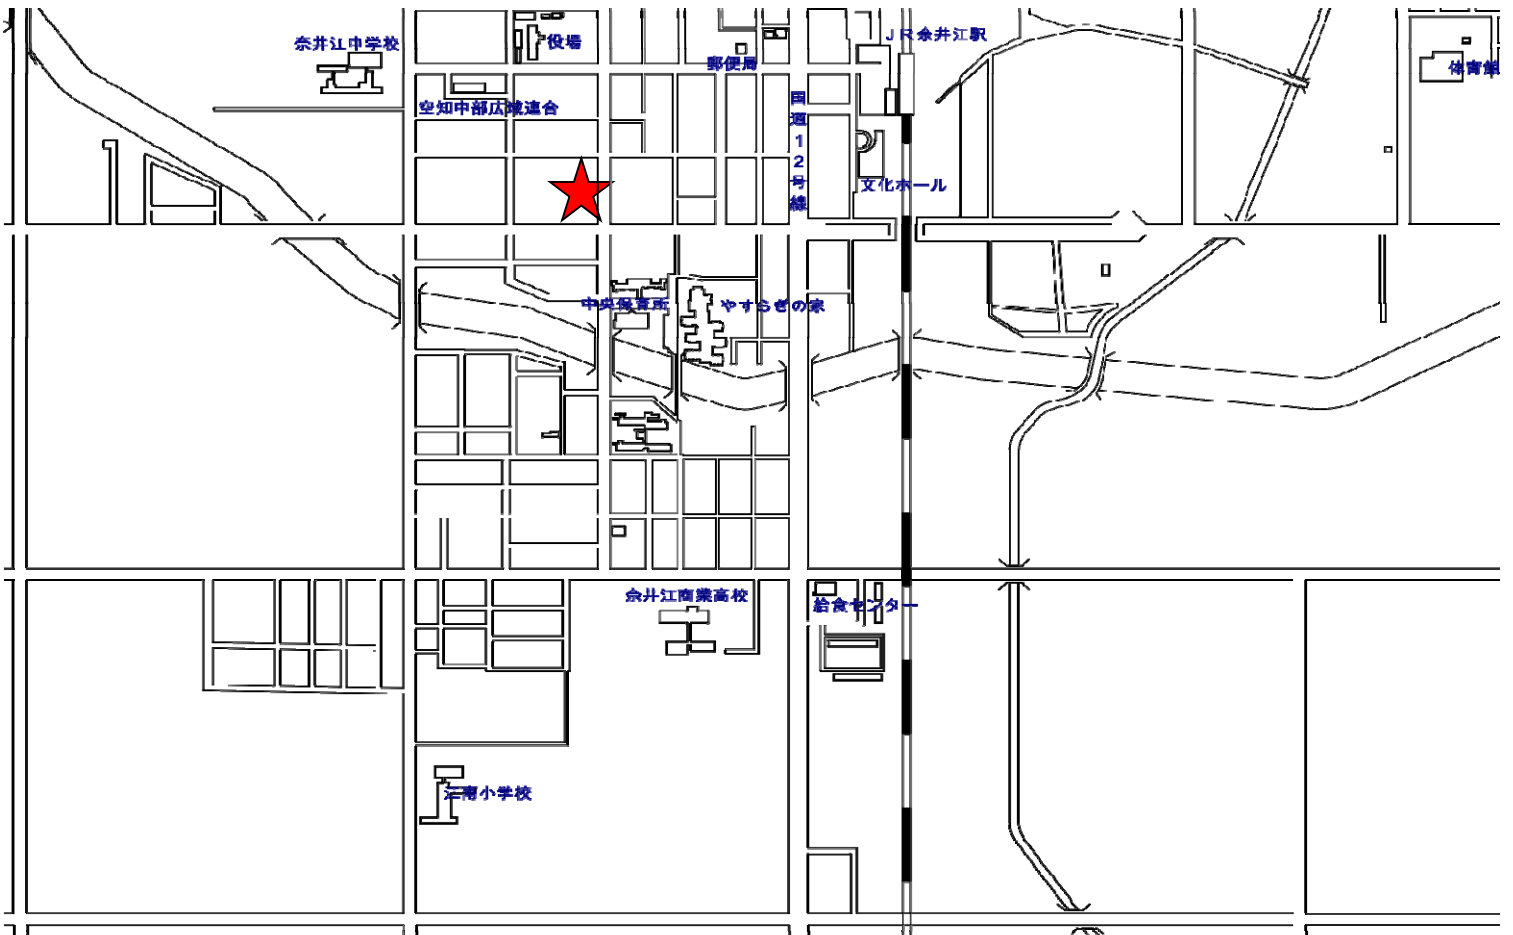 JR奈井江駅
奈井江中学校
役場
郵便局
体育館
空知中部広域連合
国道12号線
文化ホール
中央保育所
やすらぎの家
奈井江商業高校
給食センター
江南小学校